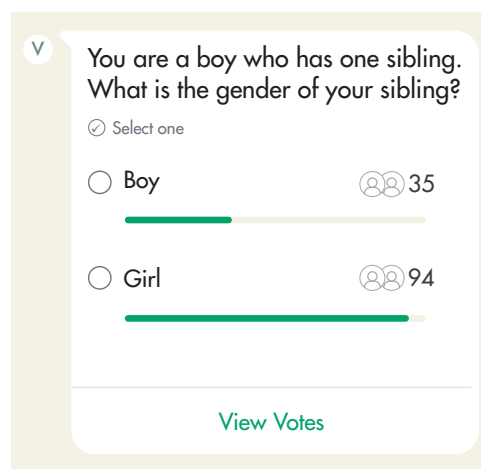 V
You are a boy who has one sibling.
What is the gender of your sibling?
Select one
Boy 35
Girl 94
View Votes